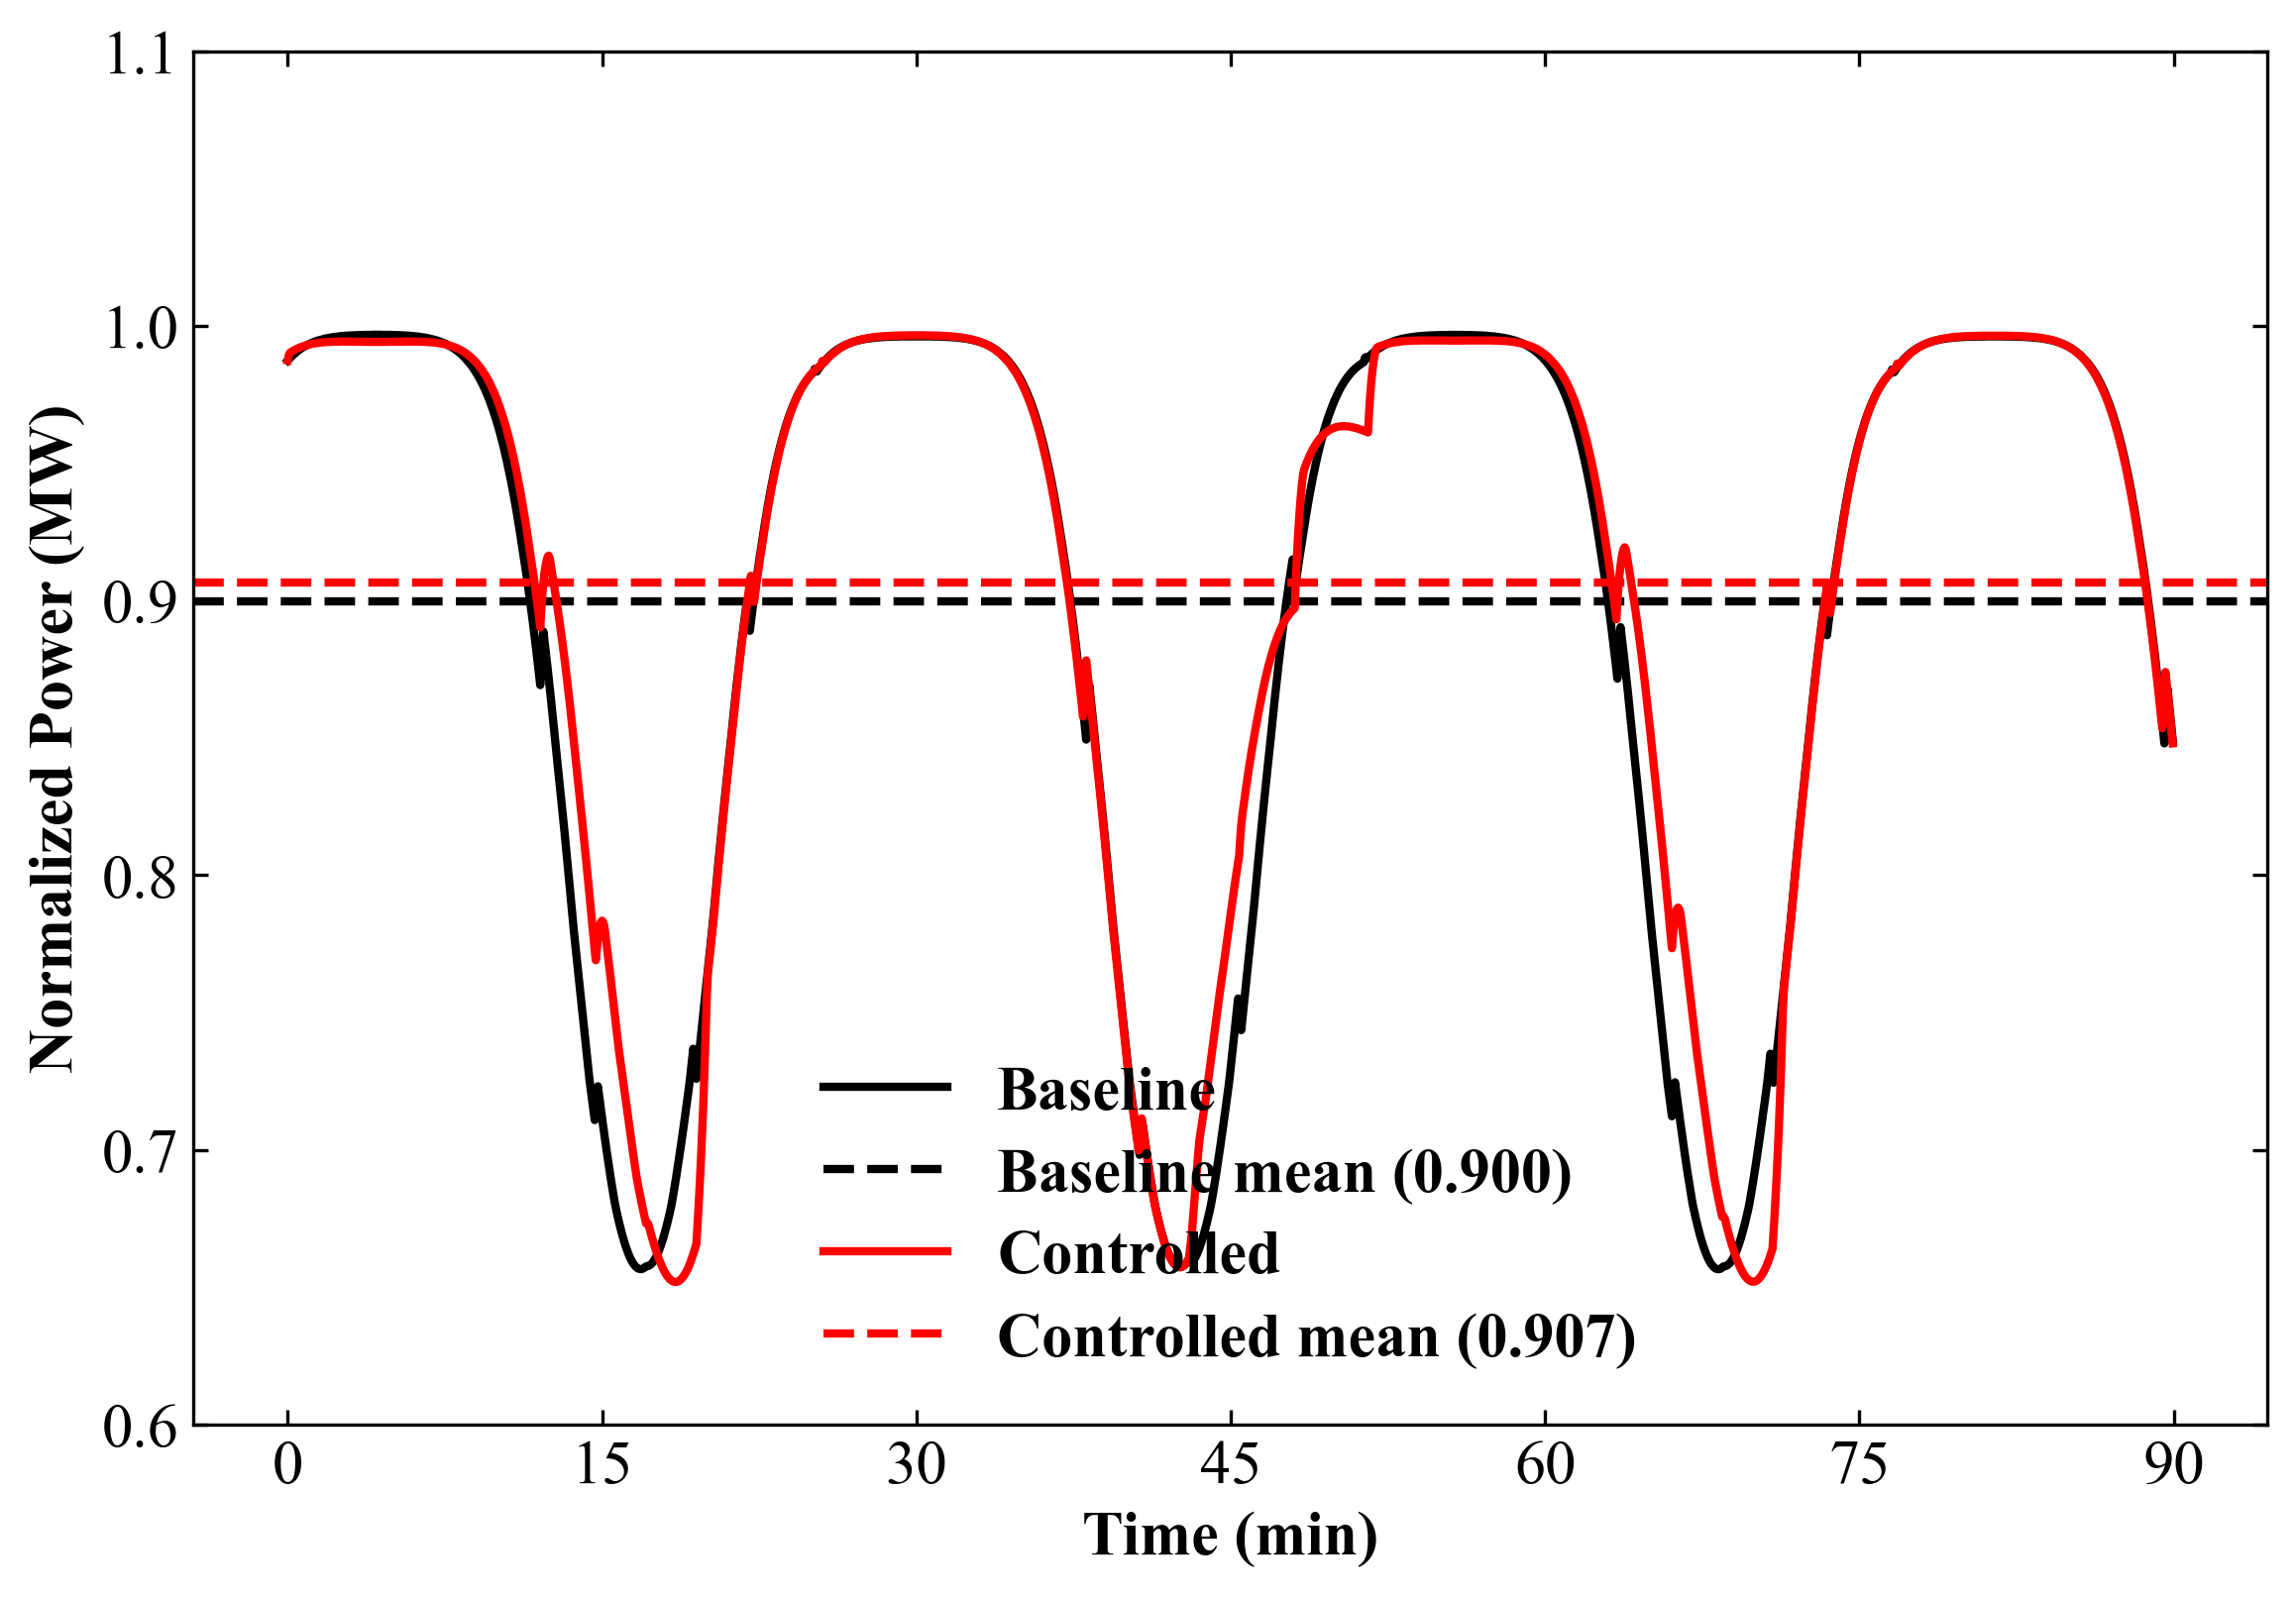 1.1
1.0
0.9
0.8
0.7
0.6
Normalized Power (MW)
Baseline
Baseline mean (0.900)
Controlled
Controlled mean (0.907)
0 15 30 45 60 75 90
Time (min)